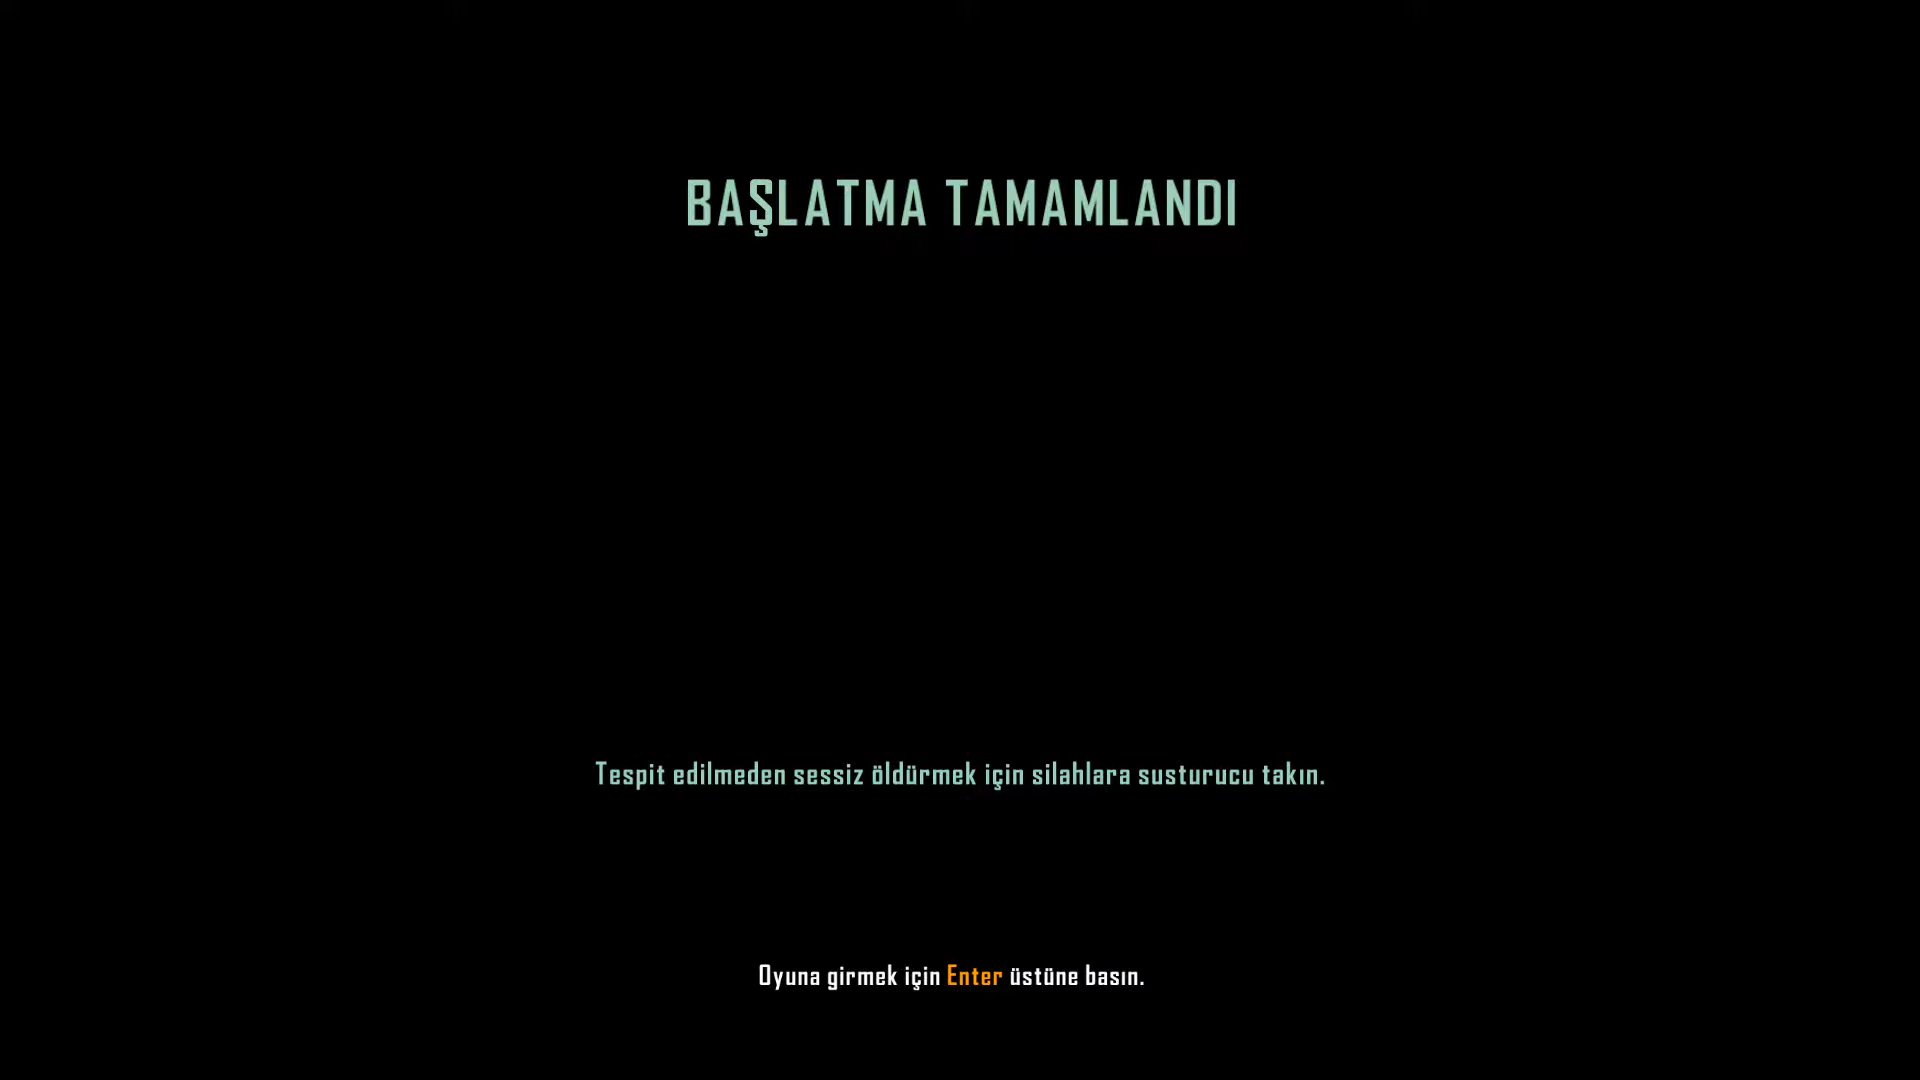 BAŞLATMA TAMAMLANDI
Tespit edilmeden sessiz öldürmek için silahlara susturucu takın.
Oyuna girmek için Enter üstüne basın.